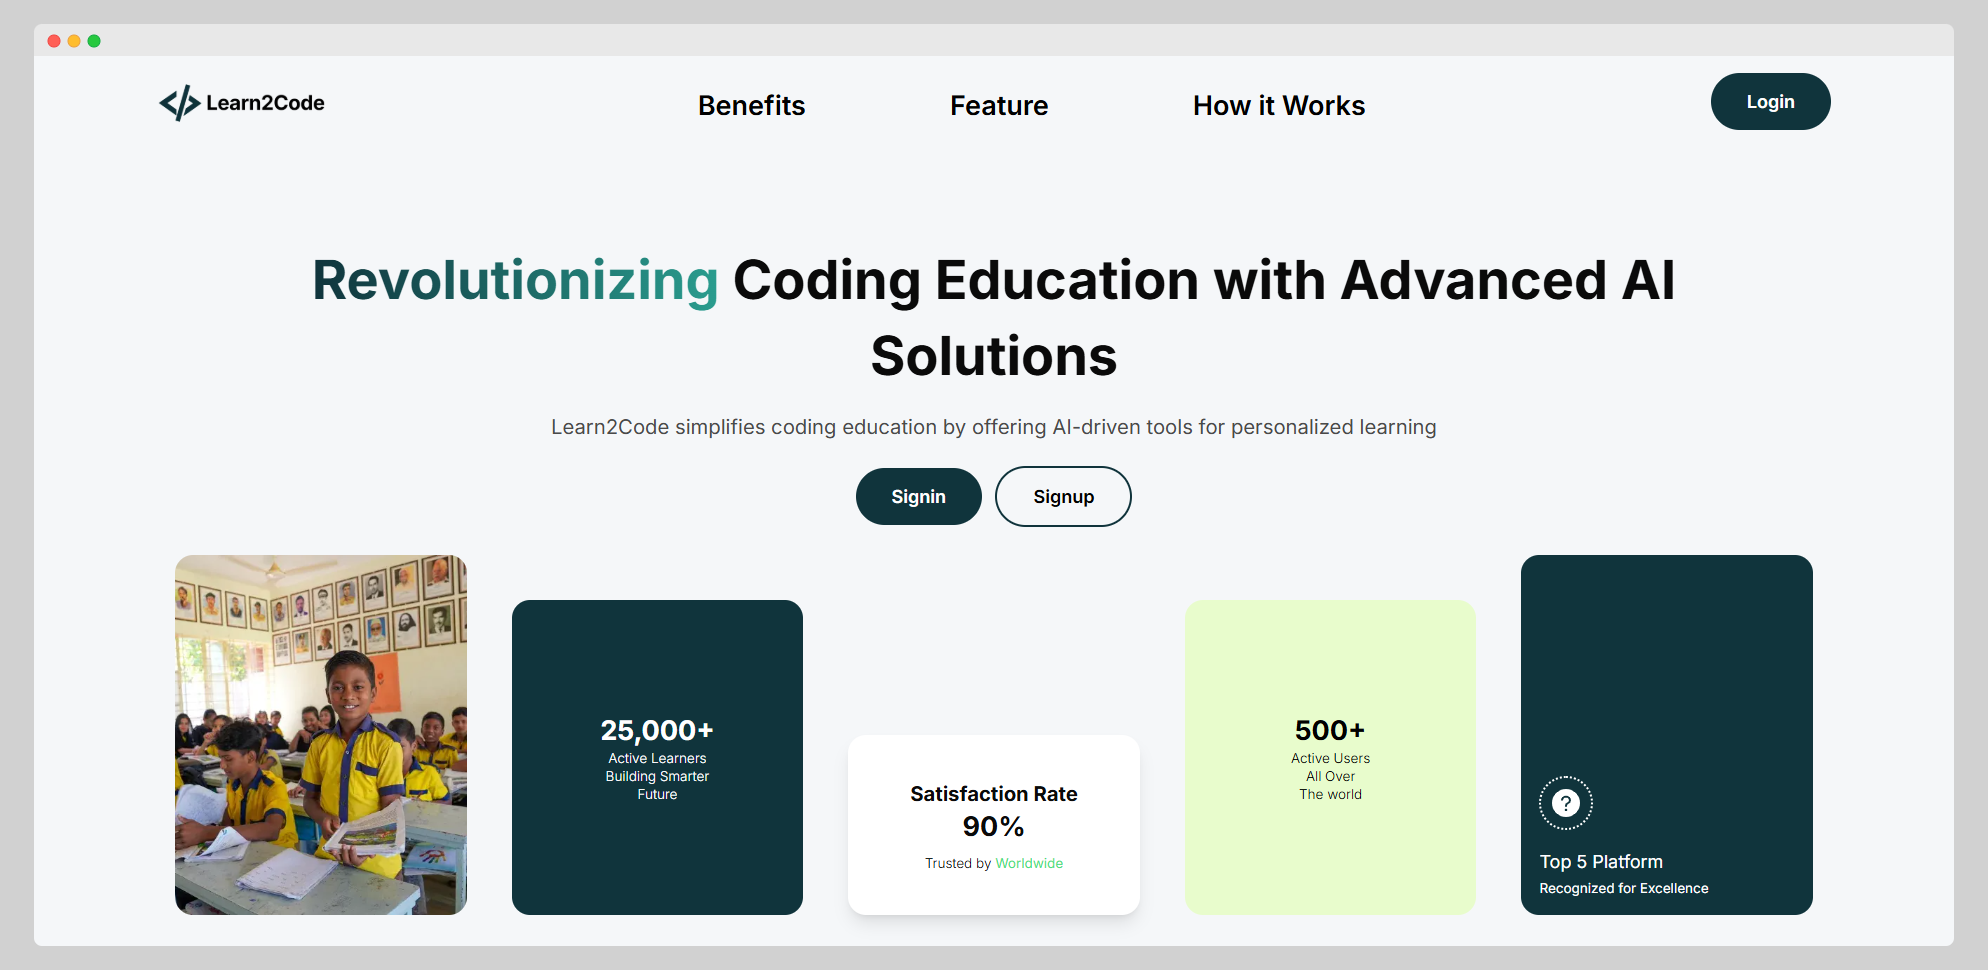 Learn2Code
Benefits
Feature
How it Works
Login
Revolutionizing Coding Education with Advanced AI
Solutions
Learn2Code simplifies coding education by offering AI-driven tools for personalized learning
Signin
Signup
25,000+
Active Learners
Building Smarter
Future
Satisfaction Rate
90%
Trusted by Worldwide
500+
Active Users
All Over
The world
?
Top 5 Platform
Recognized for Excellence